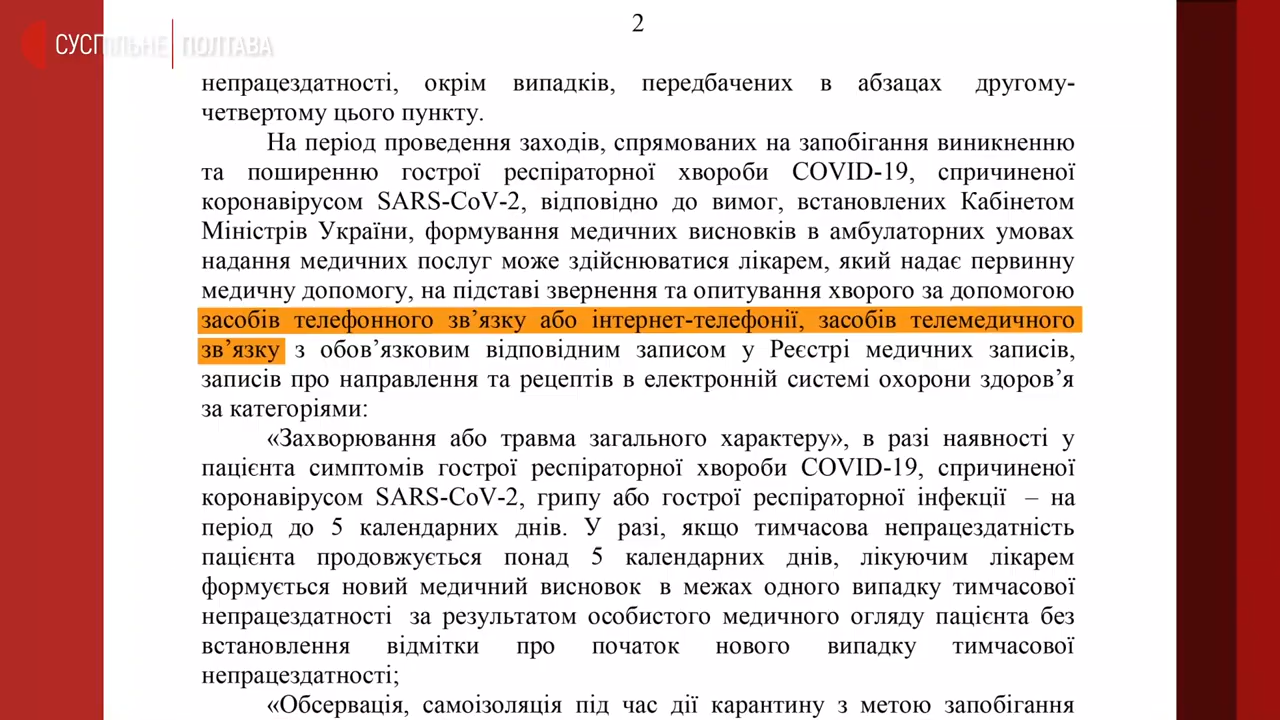 СУСПІЛЬНЕ ПОЛТАВА
2
непрацездатності, окрім випадків, передбачених в абзацах другому-
четвертому цього пункту.
На період проведення заходів, спрямованих на запобігання виникненню
та поширенню гострої респіраторної хвороби COVID-19, спричиненої
коронавірусом SARS-CoV-2, відповідно до вимог, встановлених Кабінетом
Міністрів України, формування медичних висновків в амбулаторних умовах
надання медичних послуг може здійснюватися лікарем, який надає первинну
медичну допомогу, на підставі звернення та опитування хворого за допомогою
засобів телефонного зв’язку або інтернет-телефонії, засобів телемедичного
зв’язку з обов’язковим відповідним записом у Реєстрі медичних записів,
записів про направлення та рецептів в електронній системі охорони здоров’я
за категоріями:
«Захворювання або травма загального характеру», в разі наявності у
пацієнта симптомів гострої респіраторної хвороби COVID-19, спричиненої
коронавірусом SARS-CoV-2, грипу або гострої респіраторної інфекції – на
період до 5 календарних днів. У разі, якщо тимчасова непрацездатність
пацієнта продовжується понад 5 календарних днів, лікуючим лікарем
формується новий медичний висновок в межах одного випадку тимчасової
непрацездатності за результатом особистого медичного огляду пацієнта без
встановлення відмітки про початок нового випадку тимчасової
непрацездатності;
«Обсервація, самоізоляція під час дії карантину з метою запобігання